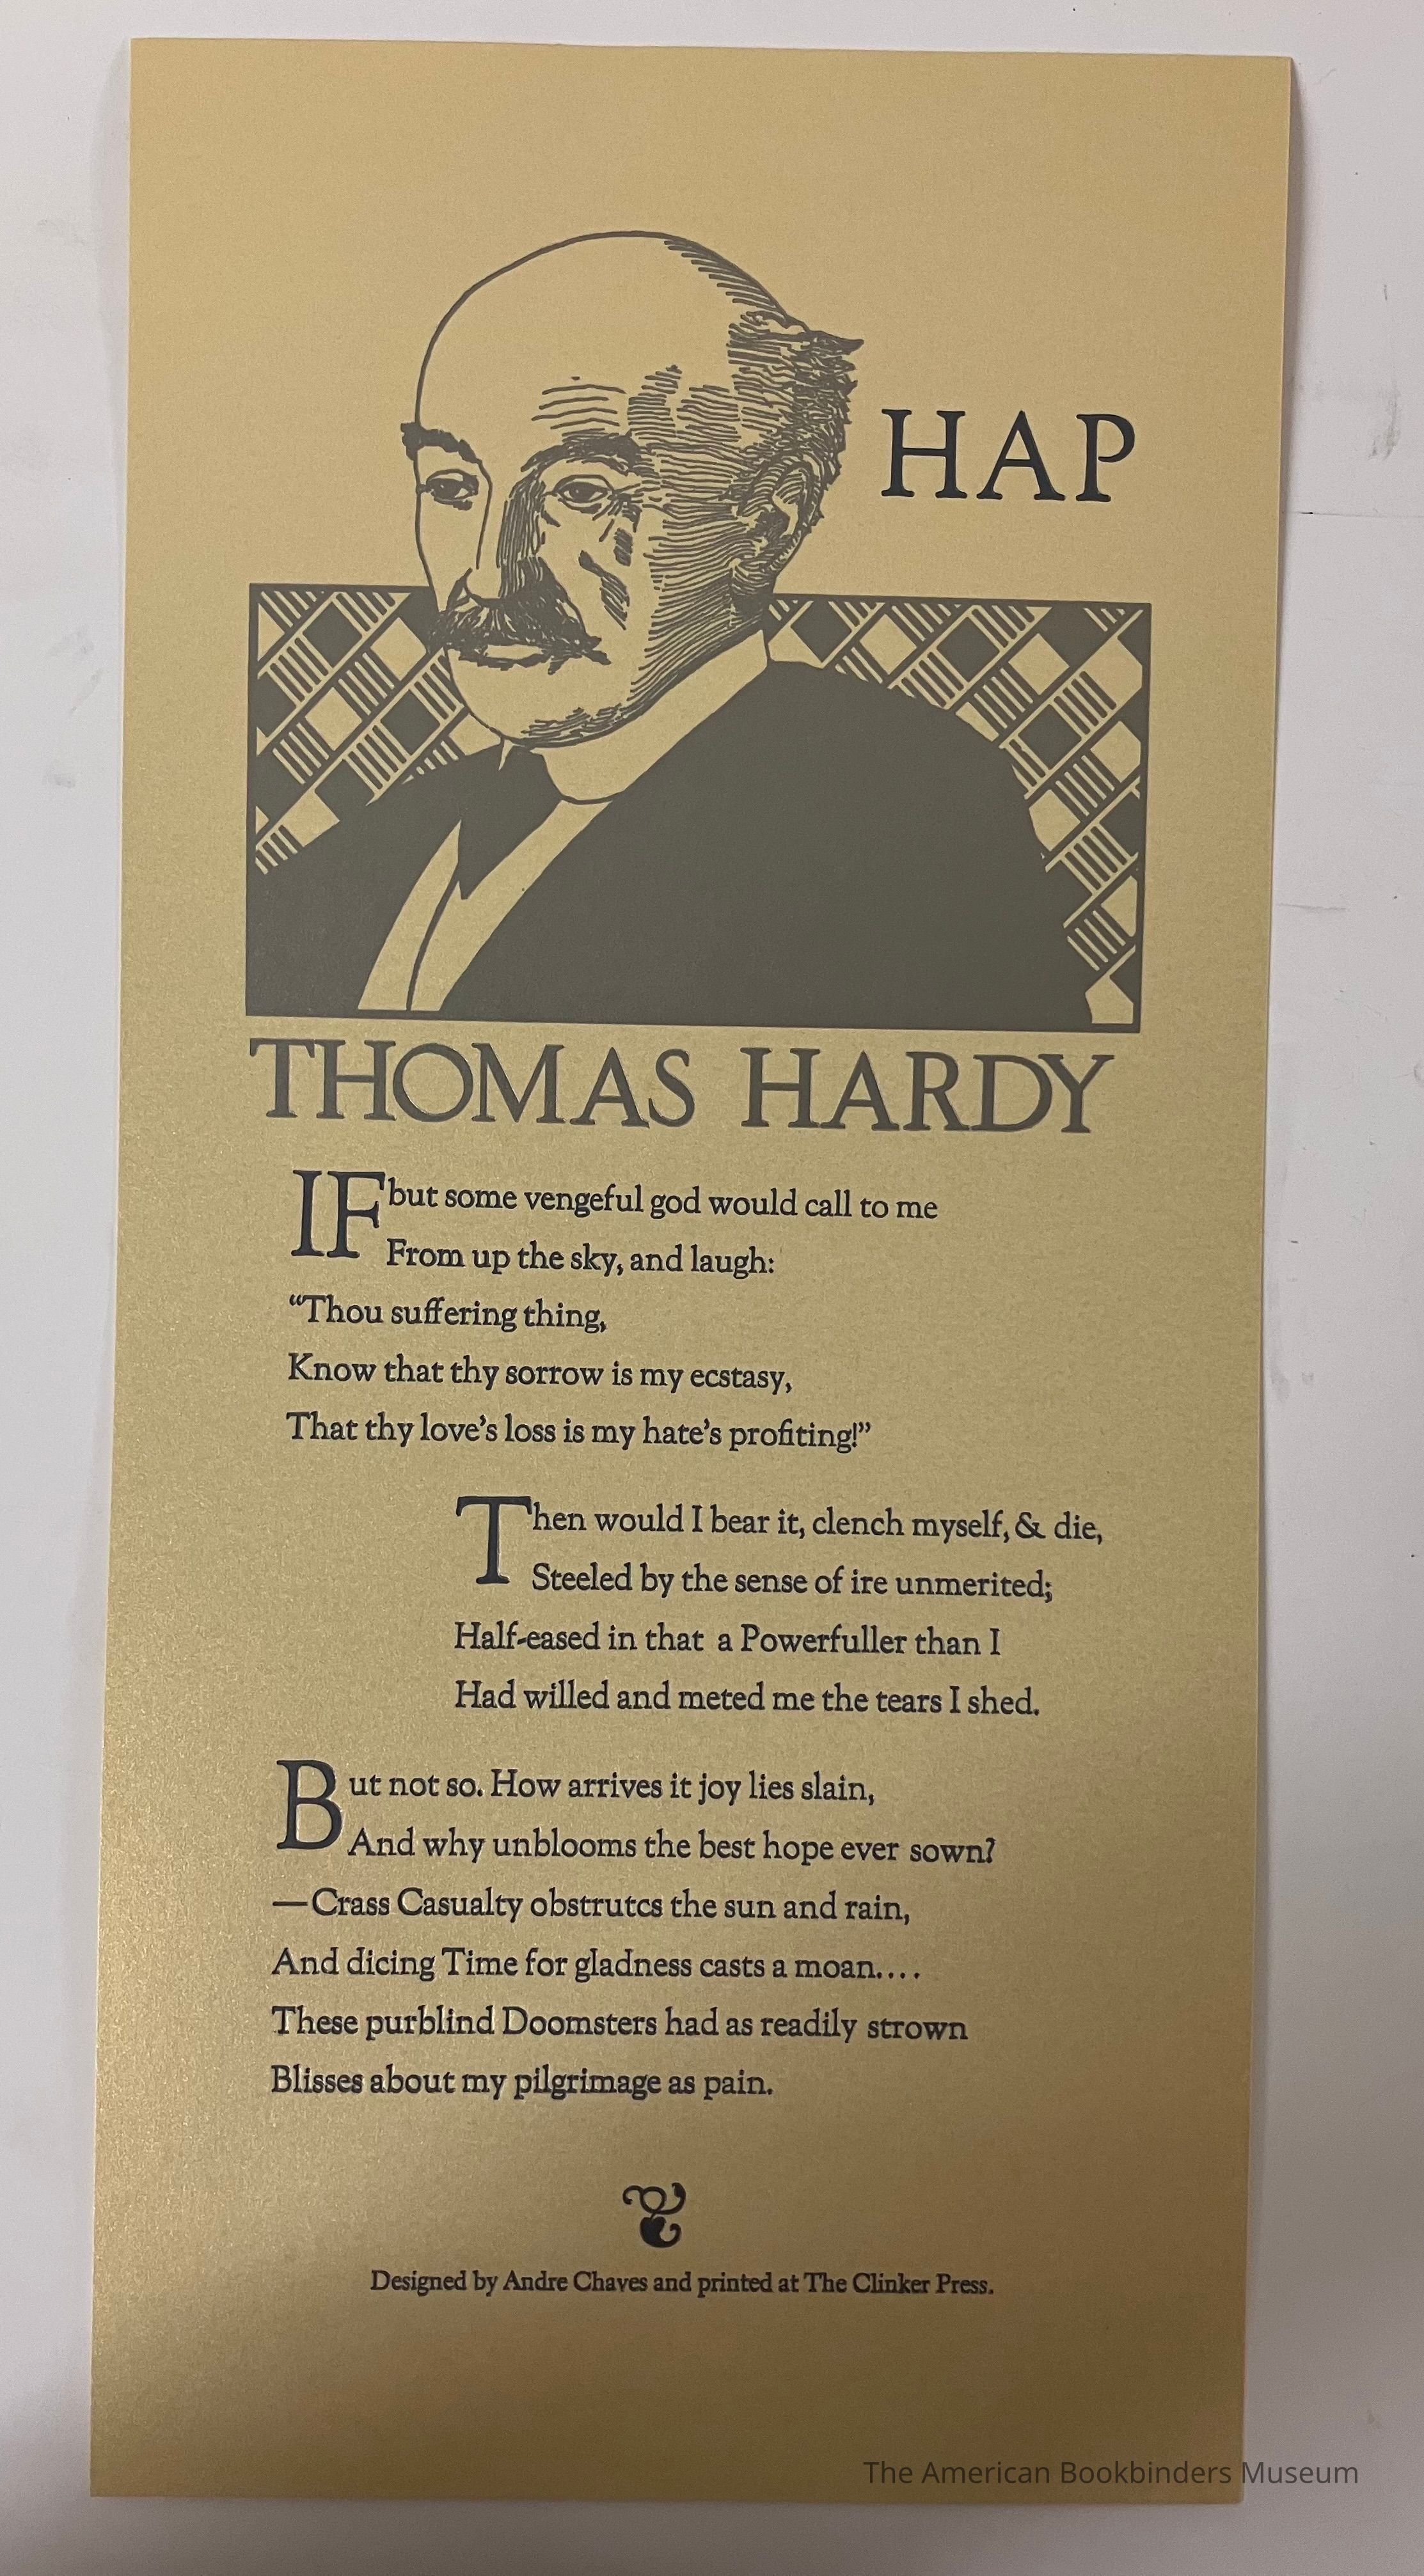 HAP
THOMAS HARDY
IF but some vengeful god would call to me
From up the sky, and laugh:
“Thou suffering thing,
Know that thy sorrow is my ecstasy,
That thy love’s loss is my hate’s profiting!”
Then would I bear it, clench myself, & die,
Steeled by the sense of ire unmerited;
Half-eased in that a Powerfuller than I
Had willed and meted me the tears I shed.
But not so. How arrives it joy lies slain,
And why unblooms the best hope ever sown?
—Crass Casualty obstrutcs the sun and rain,
And dicing Time for gladness casts a moan....
These purblind Doomsters had as readily strown
Blisses about my pilgrimage as pain.
Designed by Andre Chaves and printed at The Clinker Press.
The American Bookbinders Museum